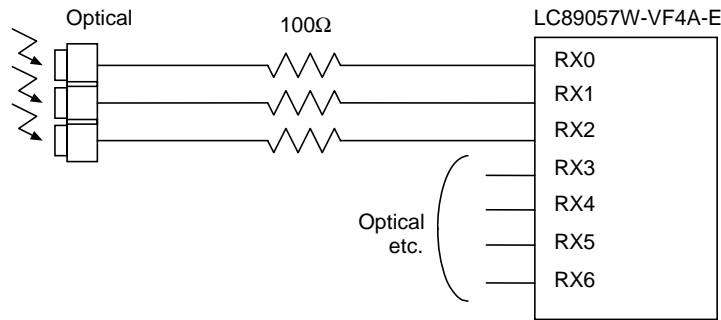 Optical
100Ω
LC89057W-VF4A-E
RX0
RX1
RX2
RX3
RX4
RX5
RX6
Optical
etc.